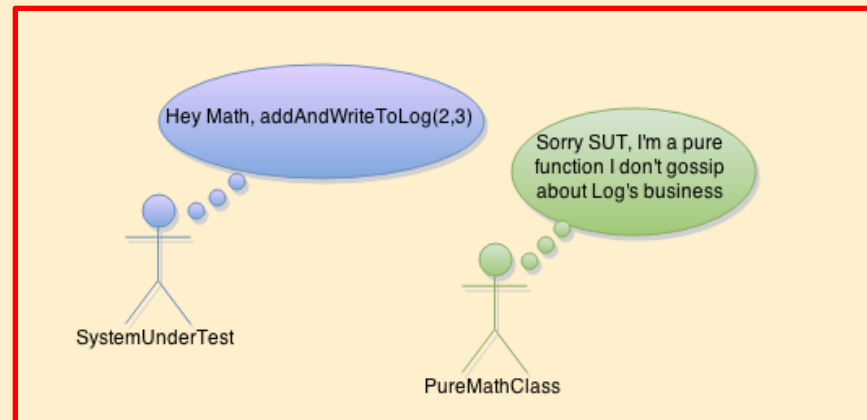 Hey Math, addAndWriteToLog(2,3)
Sorry SUT, I'm a pure
function I don't gossip
about Log's business
SystemUnderTest
PureMathClass